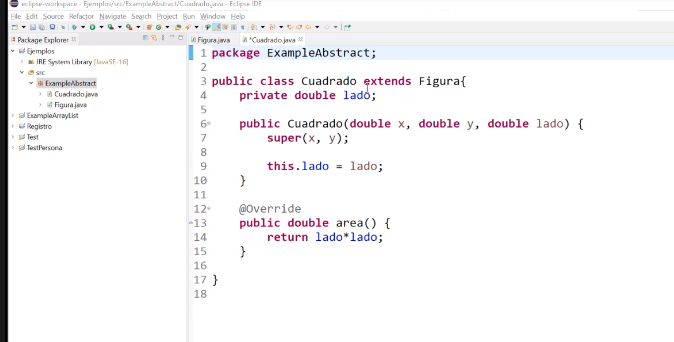 eclipse-workspace - Ejemplos/src/ExampleAbstract/Cuadrado.java - Eclipse IDE
File Edit Source Refactor Navigate Search Project Run Window Help
Package Explorer
Figura.java *Cuadrado.java
Ejemplos
JRE System Library [JavaSE-16]
src
ExampleAbstract
Cuadrado.java
Figura.java
ExampleArrayList
Registro
Test
TestPersona
1 package ExampleAbstract;
2
3 public class Cuadrado extends Figura{
4 private double lado;
5
6 public Cuadrado(double x, double y, double lado) {
7 super(x, y);
8
9 this.lado = lado;
10 }
11
12 @Override
13 public double area() {
14 return lado*lado;
15 }
16
17 }
18